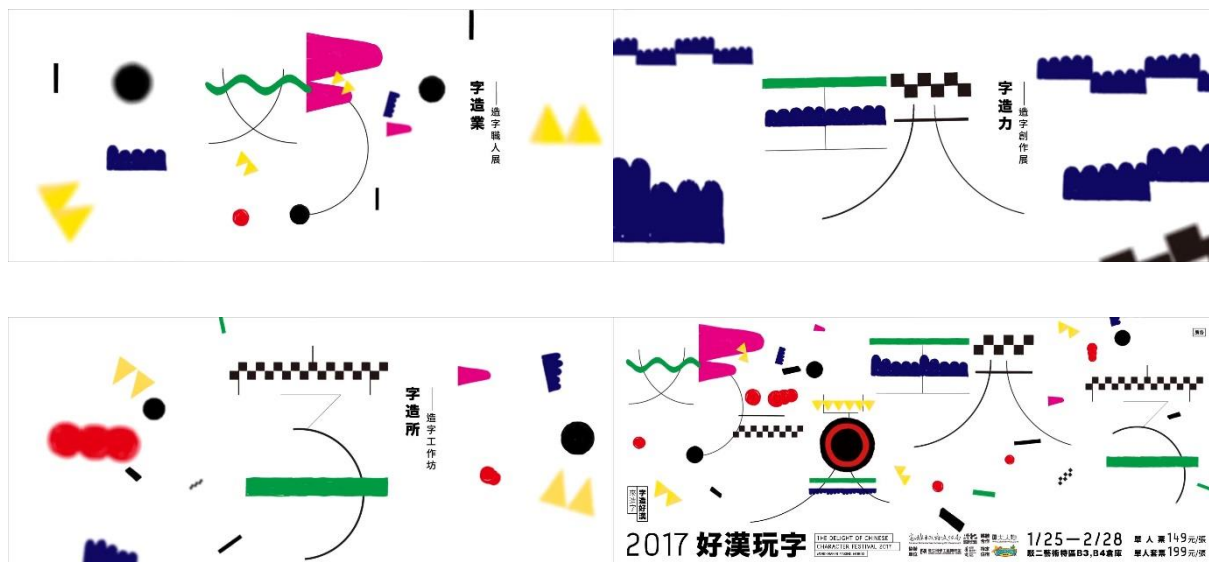 字造業
——造字職人展
字造力
——造字創作展
字造所
——造字工作坊
字造好漢
2017 好漢玩字
THE DELIGHT OF CHINESE
CHARACTER FESTIVAL 2017
1/25—2/28
駁二藝術特區B3,B4倉庫
單人票149元/張
單人套票199元/張